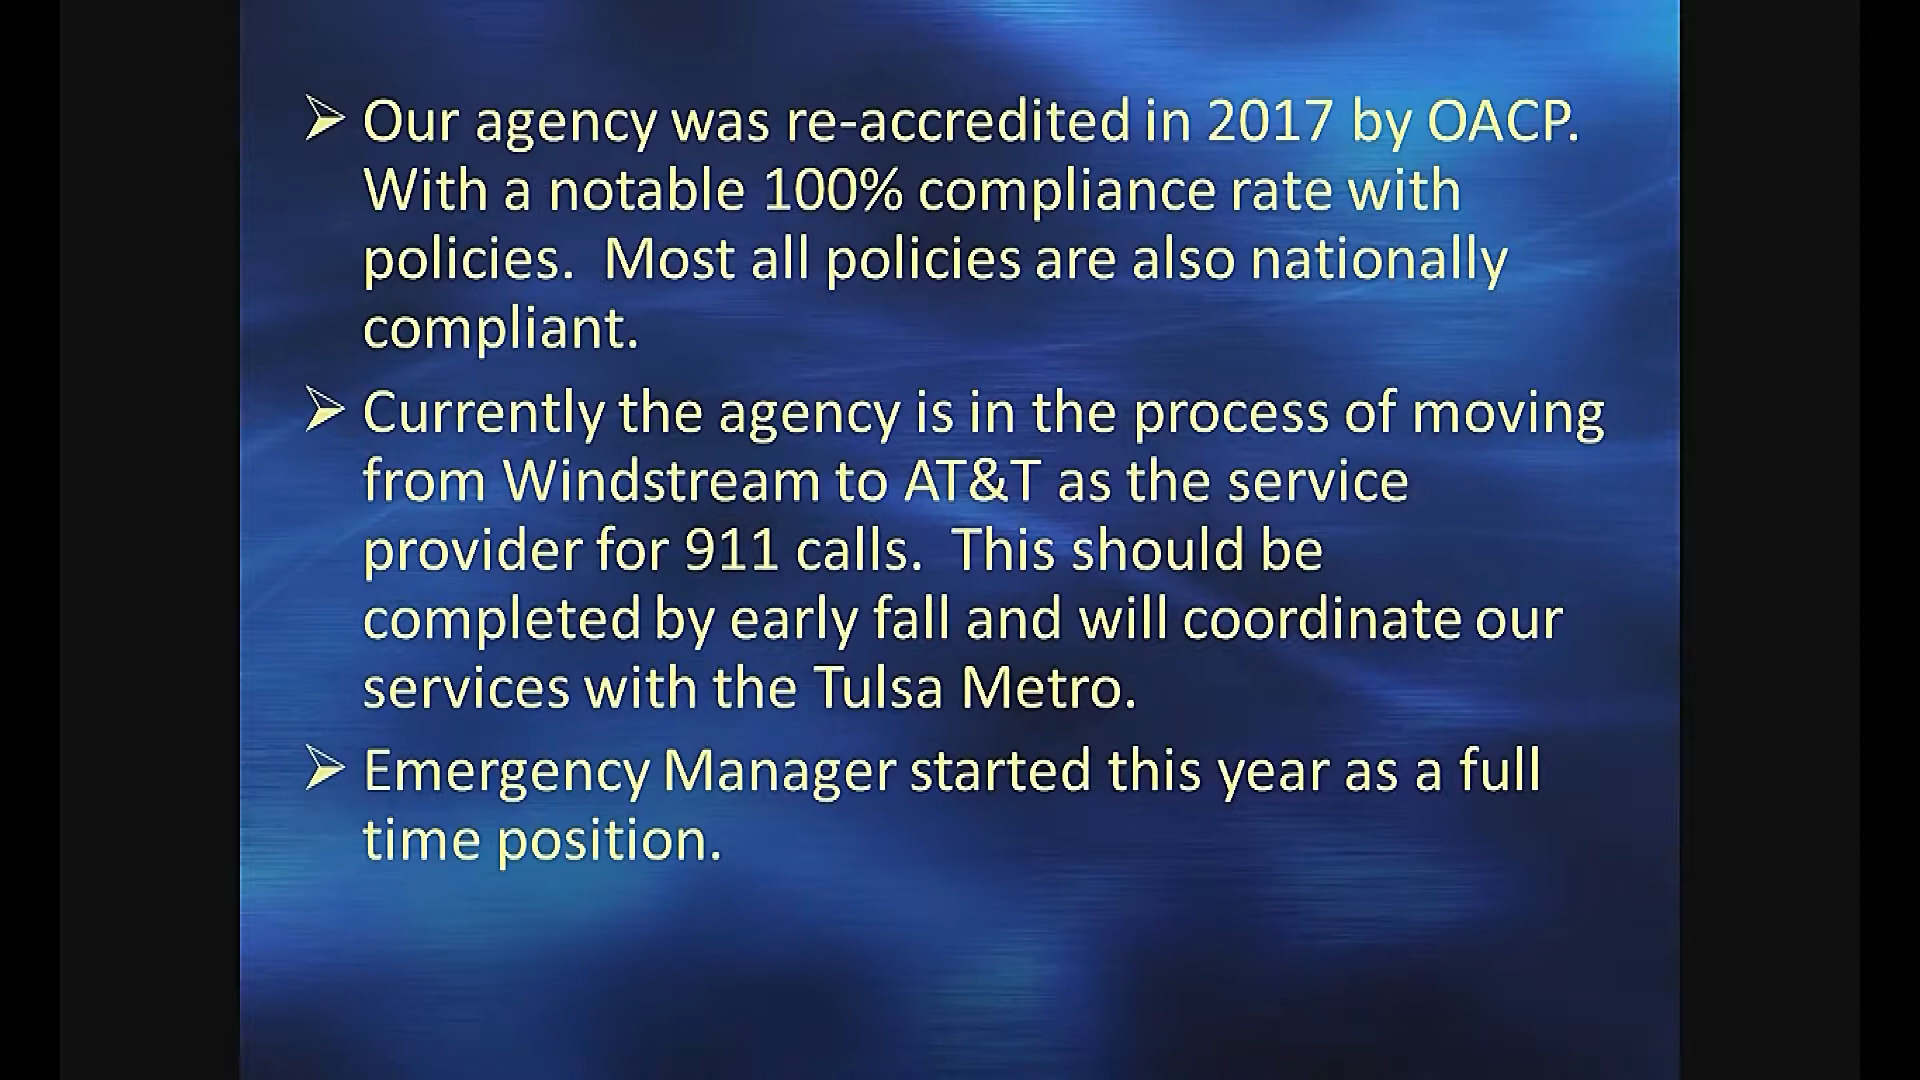 Our agency was re-accredited in 2017 by OACP.
With a notable 100% compliance rate with
policies.  Most all policies are also nationally
compliant.
Currently the agency is in the process of moving
from Windstream to AT&T as the service
provider for 911 calls.  This should be
completed by early fall and will coordinate our
services with the Tulsa Metro.
Emergency Manager started this year as a full
time position.